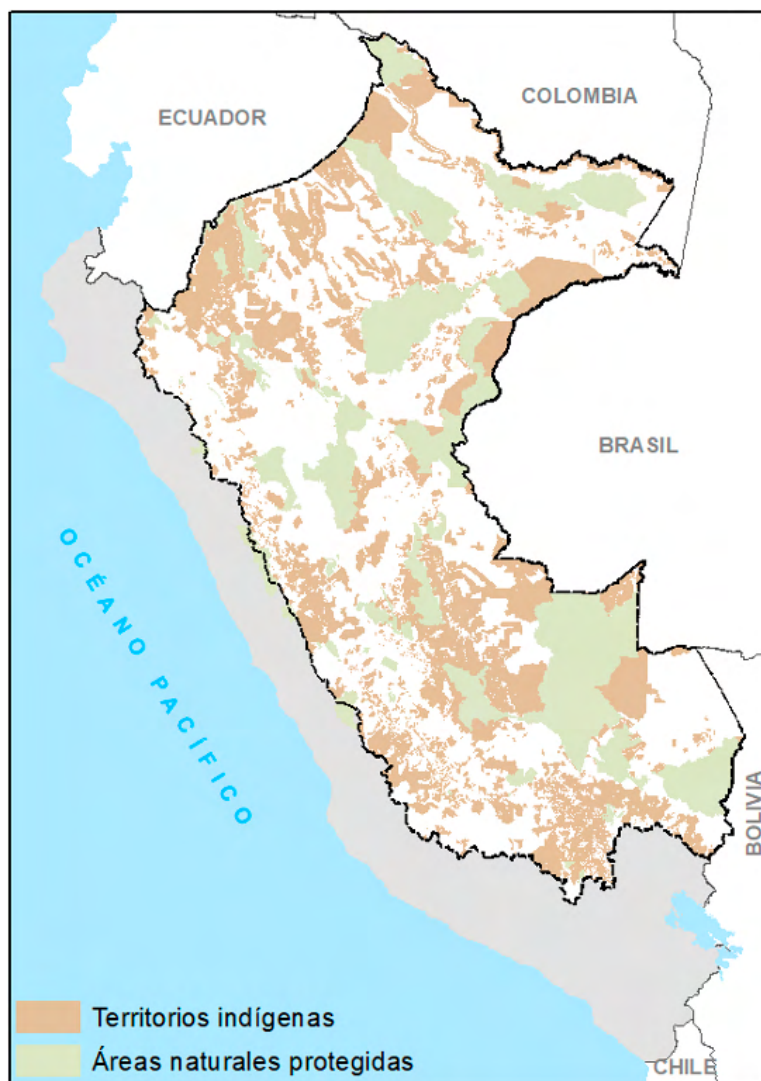 COLOMBIA
ECUADOR
BRASIL
OCÉANO PACÍFICO
BOLIVIA
Territorios indígenas
Áreas naturales protegidas
CHILE